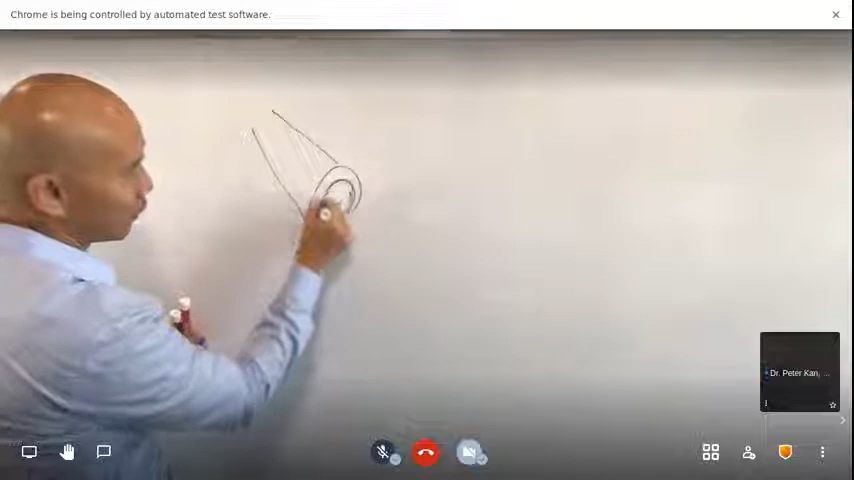 Chrome is being controlled by automated test software.
Dr. Peter Kan, ...